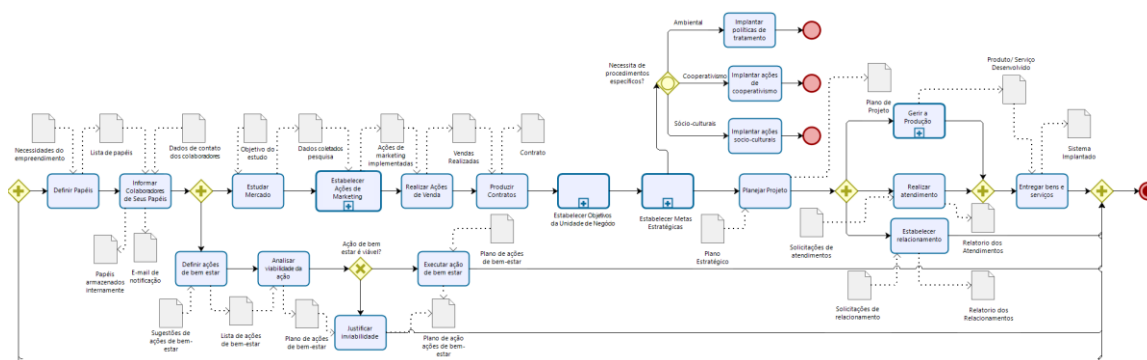 Ambiental
Implantar
políticas de
tratamento
Necessita de
procedimentos
específicos?
Cooperativismo
Implantar ações
de
cooperativismo
Sócio-culturais
Implantar ações
socio-culturais
Produto/ Serviço
Desenvolvido
Plano de
Projeto
Gerir a
Produção
Sistema
Implantado
Necessidades do
empreendimento
Lista de papéis
Dados de contato
dos colaboradores
Objetivo do
estudo
Dados coletados
pesquisa
Ações de
marketing
implementadas
Vendas
Realizadas
Contrato
Definir Papéis
Informar
Colaboradores
de Seus Papéis
Estudar
Mercado
Estabelecer
Ações de
Marketing
Realizar Ações
de Venda
Produzir
Contratos
Estabelecer Objetivos
da Unidade de Negócio
Estabelecer Metas
Estratégicas
Planejar Projeto
Realizar
atendimento
Entregar bens e
serviços
Estabelecer
relacionamento
Plano
Estratégico
Solicitações de
atendimentos
Relatorio dos
Atendimentos
Solicitações de
relacionamento
Relatorio dos
Relacionamentos
Papéis
armazenados
internamente
E-mail de
notificação
Definir ações
de bem estar
Analisar
viabilidade da
ação
Ação de bem
estar é viável?
Executar ação
de bem estar
Plano de ações
de bem-estar
Sugestões de
ações de bem-
estar
Lista de ações
de bem-estar
Plano de ações
de bem-estar
Justificar
inviabilidade
Plano de ação
ações de bem-
estar